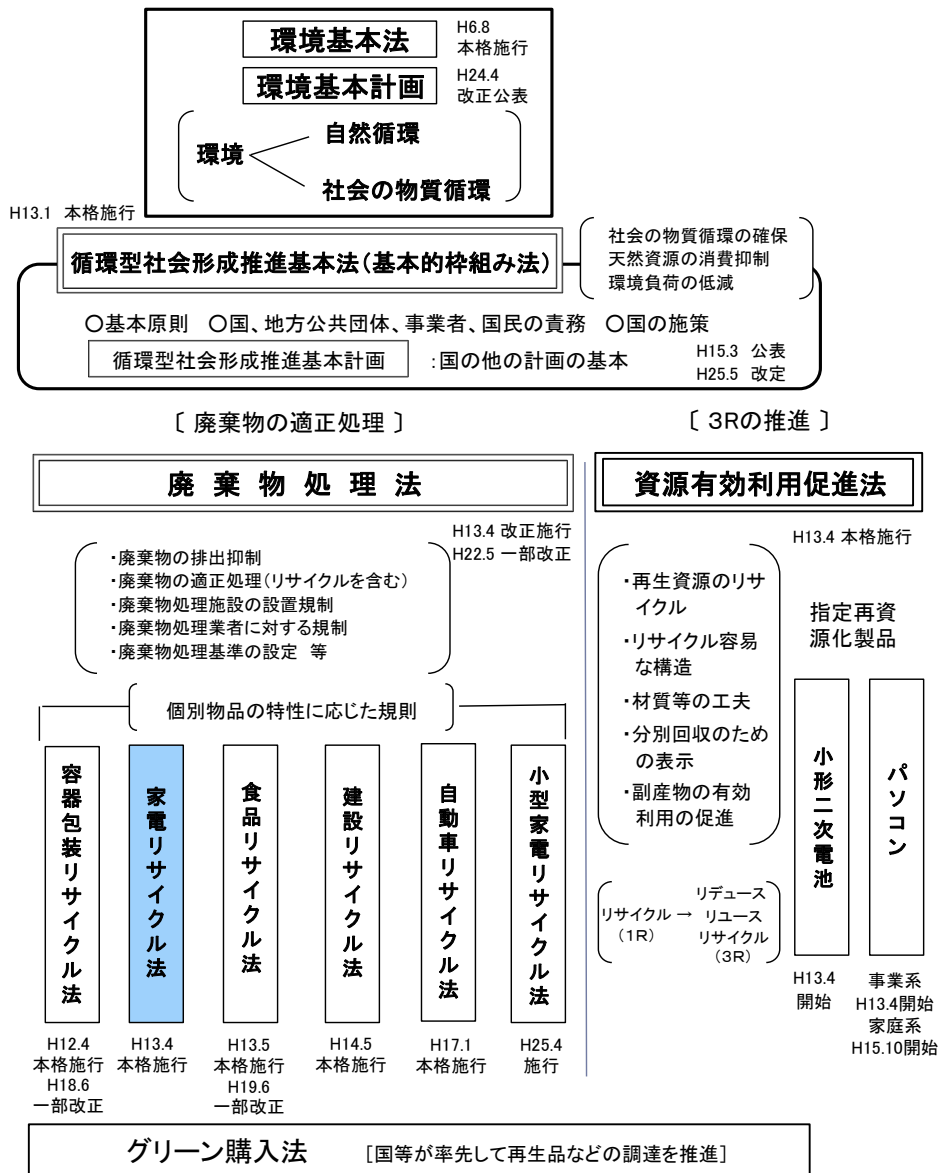 環境基本法
H6.8
本格施行
環境基本計画
H24.4
改正公表
環境
自然循環
社会の物質循環
H13.1 本格施行
循環型社会形成推進基本法(基本的枠組み法)
社会の物質循環の確保
天然資源の消費抑制
環境負荷の低減
○基本原則 ○国、地方公共団体、事業者、国民の責務 ○国の施策
循環型社会形成推進基本計画 :国の他の計画の基本
H15.3 公表
H25.5 改定
〔 廃棄物の適正処理 〕
〔 3Rの推進 〕
廃棄物処理法
H13.4 改正施行
H22.5 一部改正
・廃棄物の排出抑制
・廃棄物の適正処理(リサイクルを含む)
・廃棄物処理施設の設置規制
・廃棄物処理業者に対する規制
・廃棄物処理基準の設定 等
個別物品の特性に応じた規則
容器包装リサイクル法
H12.4
本格施行
H18.6
一部改正
家電リサイクル法
H13.4
本格施行
食品リサイクル法
H13.5
本格施行
H19.6
一部改正
建設リサイクル法
H14.5
本格施行
自動車リサイクル法
H17.1
本格施行
小型家電リサイクル法
H25.4
施行
資源有効利用促進法
H13.4 本格施行
・再生資源のリサ
イクル
・リサイクル容易
な構造
・材質等の工夫
・分別回収のため
の表示
・副産物の有効
利用の促進
リサイクル →
(1R)
リデュース
リユース
リサイクル
(3R)
指定再資
源化製品
小形二次電池
H13.4
開始
パソコン
事業系
H13.4開始
家庭系
H15.10開始
グリーン購入法 [国等が率先して再生品などの調達を推進]